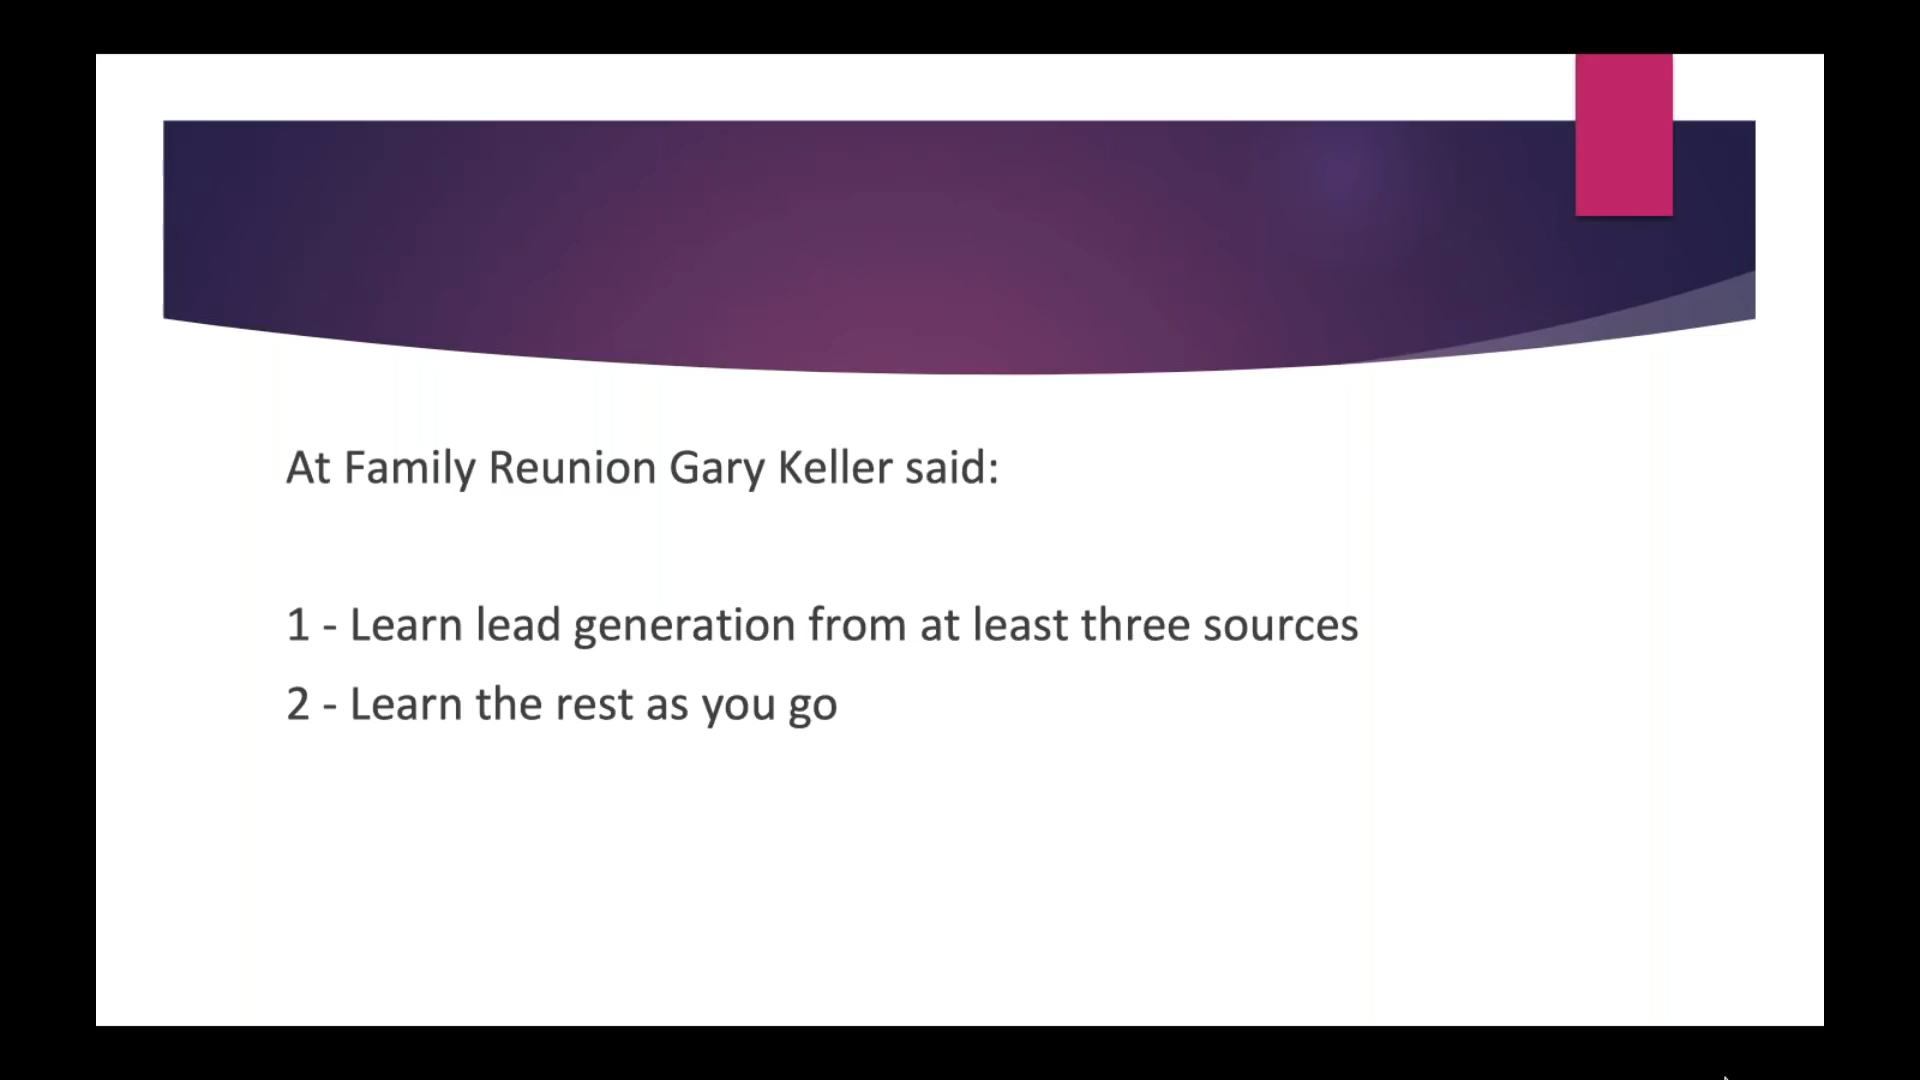 At Family Reunion Gary Keller said:
1 - Learn lead generation from at least three sources
2 - Learn the rest as you go